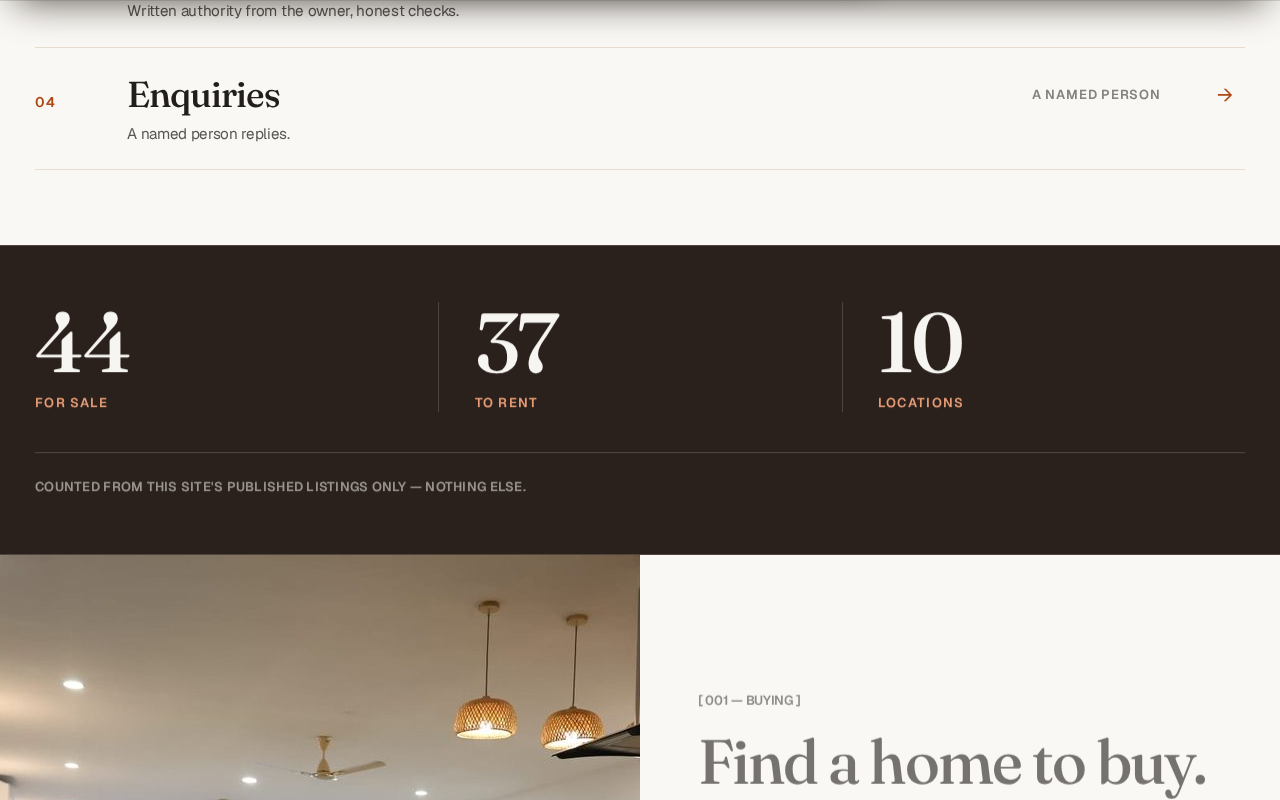 Written authority from the owner, honest checks.
04
Enquiries
A NAMED PERSON
A named person replies.
44
FOR SALE
37
TO RENT
10
LOCATIONS
COUNTED FROM THIS SITE'S PUBLISHED LISTINGS ONLY — NOTHING ELSE.
[ 001 — BUYING ]
Find a home to buy.